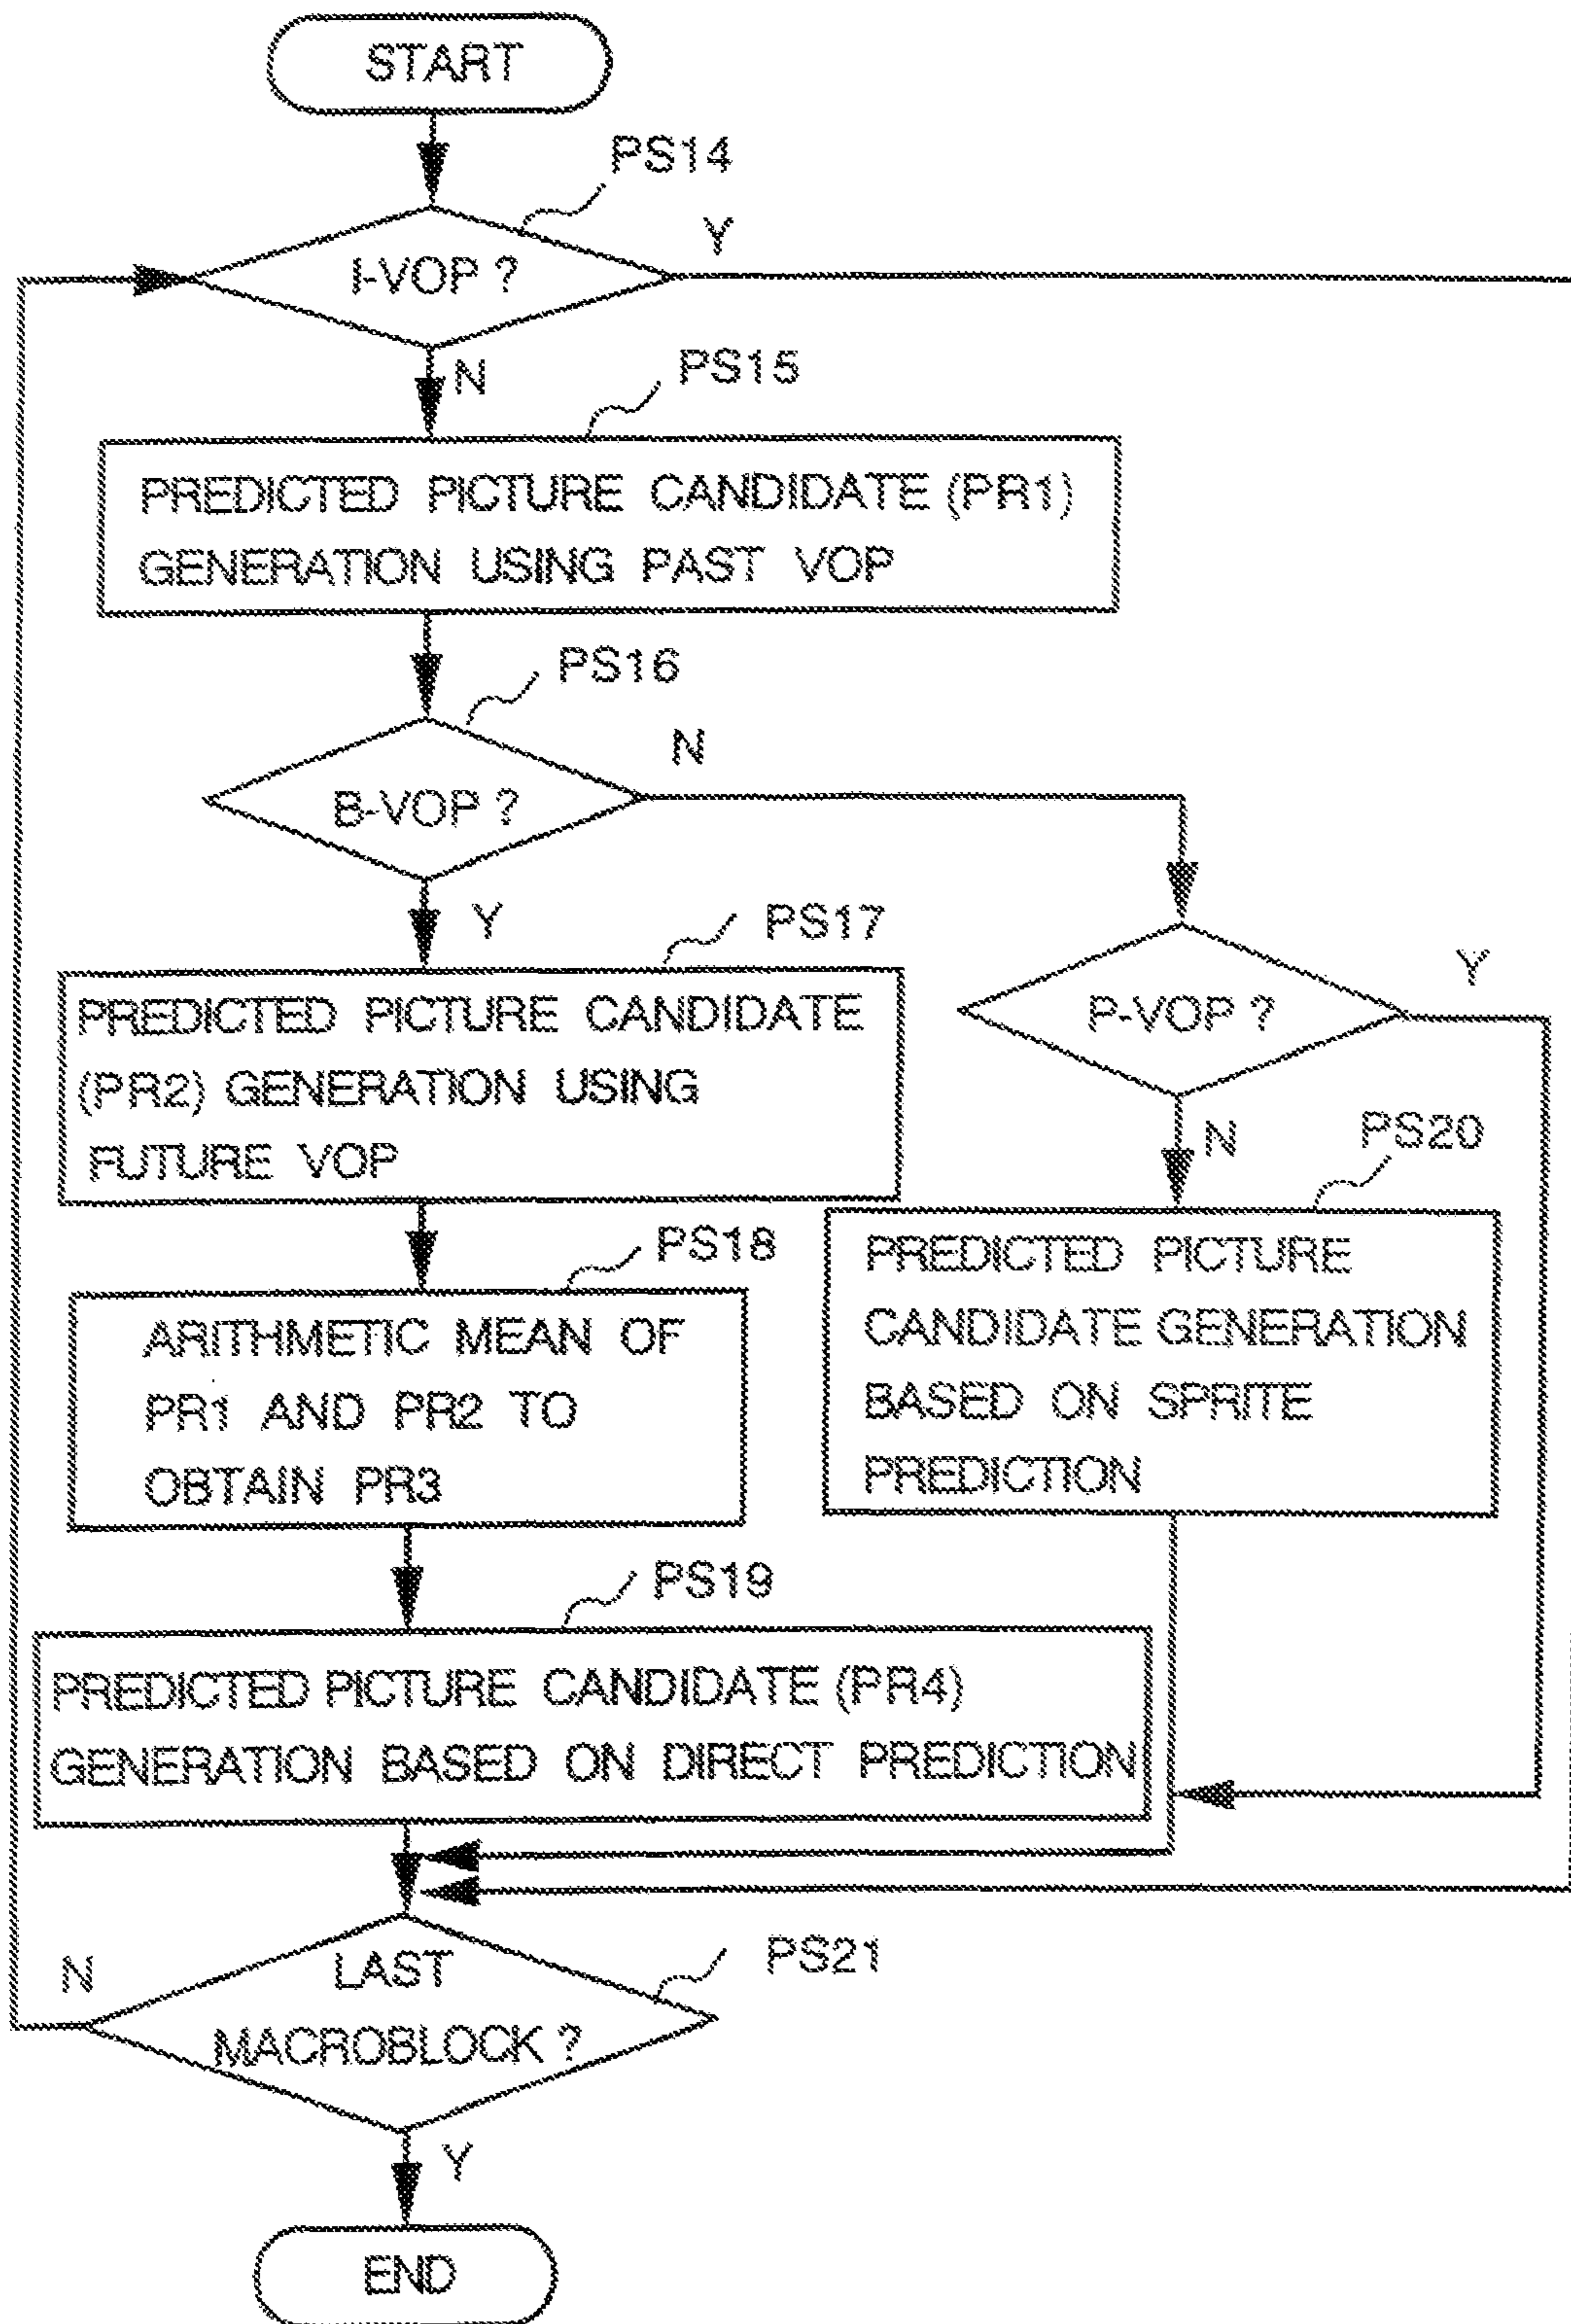 START
PS14
I-VOP ?
Y
N
PS15
PREDICTED PICTURE CANDIDATE (PR1)
GENERATION USING PAST VOP
PS16
B-VOP ?
N
Y
PS17
PREDICTED PICTURE CANDIDATE
(PR2) GENERATION USING
FUTURE VOP
P-VOP ?
Y
N
PS20
PREDICTED PICTURE
CANDIDATE GENERATION
BASED ON SPRITE
PREDICTION
PS18
ARITHMETIC MEAN OF
PR1 AND PR2 TO
OBTAIN PR3
PS19
PREDICTED PICTURE CANDIDATE (PR4)
GENERATION BASED ON DIRECT PREDICTION
PS21
LAST
MACROBLOCK ?
N
Y
END